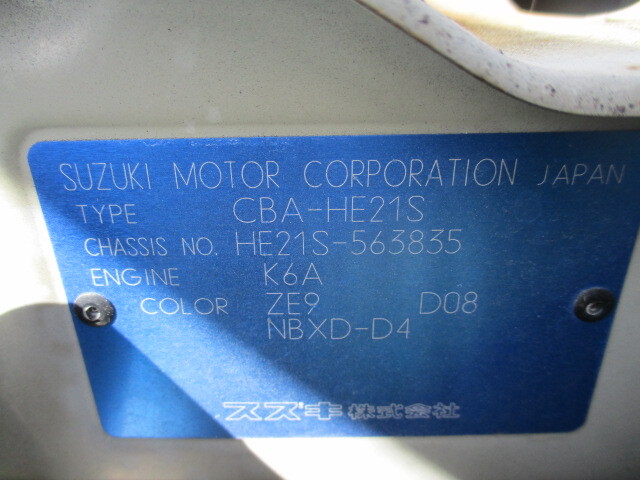 SUZUKI MOTOR CORPORATION JAPAN
TYPE CBA-HE21S
CHASSIS NO. HE21S-563835
ENGINE K6A
COLOR ZE9 D08
NBXD-D4
スズキ株式会社